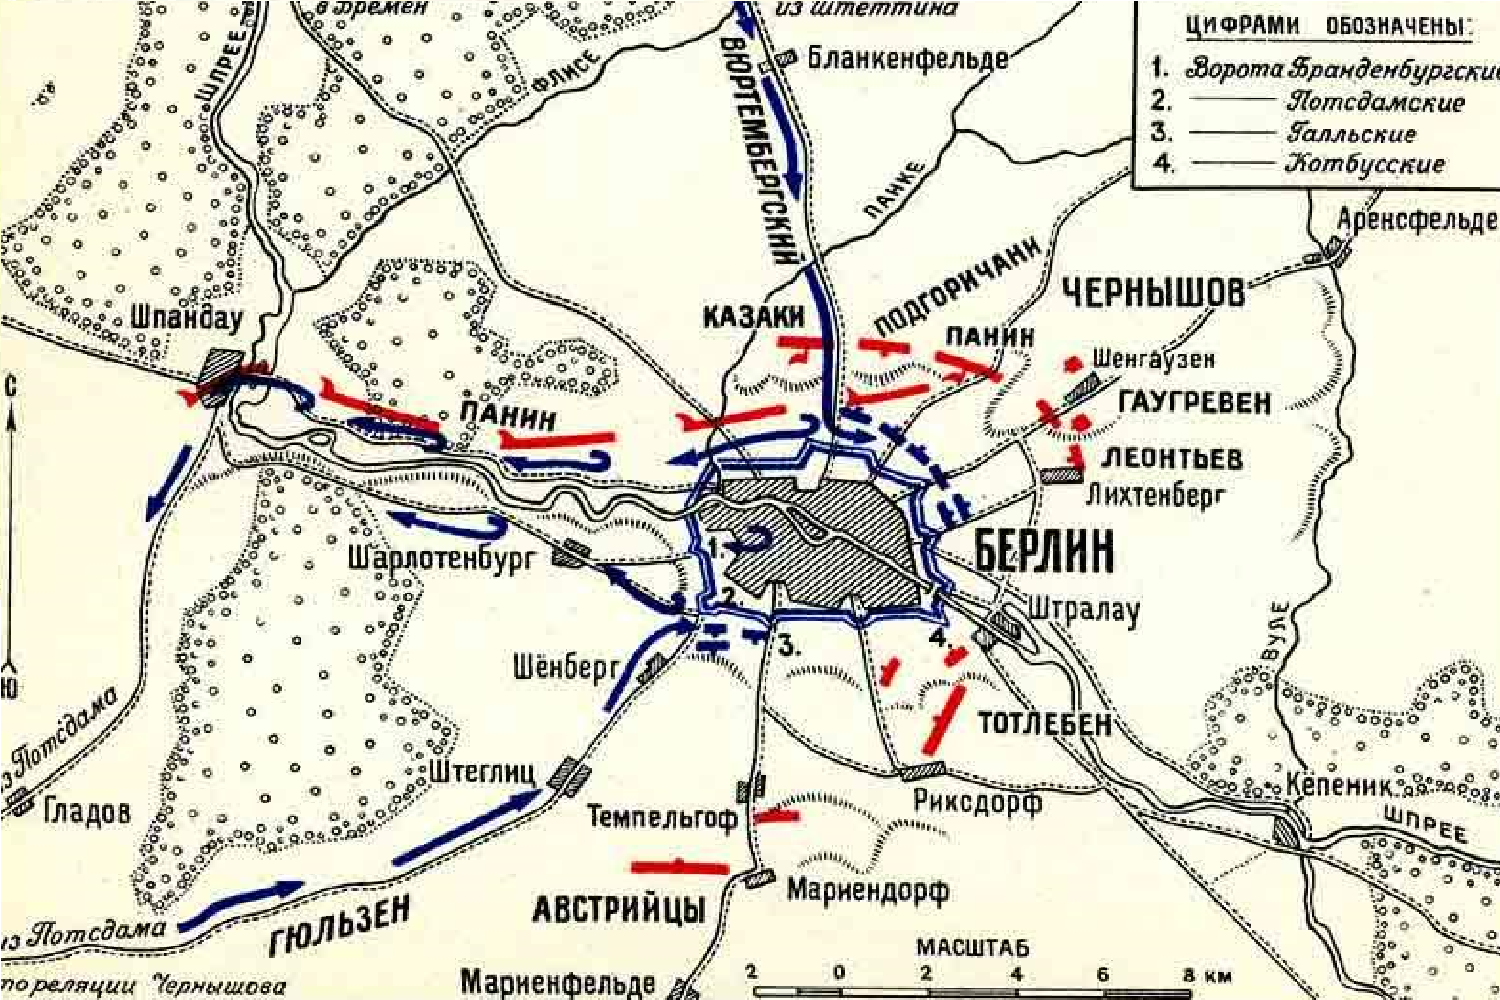 в Бремен
из Штеттина
ЦИФРАМИ ОБОЗНАЧЕНЫ:
1. Ворота Бранденбургские
2. Потсдамские
3. Галльские
4. Котбусские
ШПРЕЕ
ФЛИСЕ
Бланкенфельде
ВЮРТЕМБЕРГСКИЙ
ПАНКЕ
Аренсфельде
Шпандау
КАЗАКИ
ПОДГОРИЧАНИ
ПАНИН
ЧЕРНЫШОВ
Шенгаузен
ГАУГРЕВЕН
С
ПАНИН
ЛЕОНТЬЕВ
Лихтенберг
Шарлотенбург
1.
БЕРЛИН
2.
Штралау
3.
4.
ВУЛЕ
Шёнберг
Ю
ТОТЛЕБЕН
из Потсдама
Штеглиц
Гладов
Темпельгоф
Риксдорф
Кёпеник
ШПРЕЕ
АВСТРИЙЦЫ
Мариендорф
ГЮЛЬЗЕН
из Потсдама
МАСШТАБ
2 0 2 4 6 8 км
по реляции Чернышова
Мариенфельде